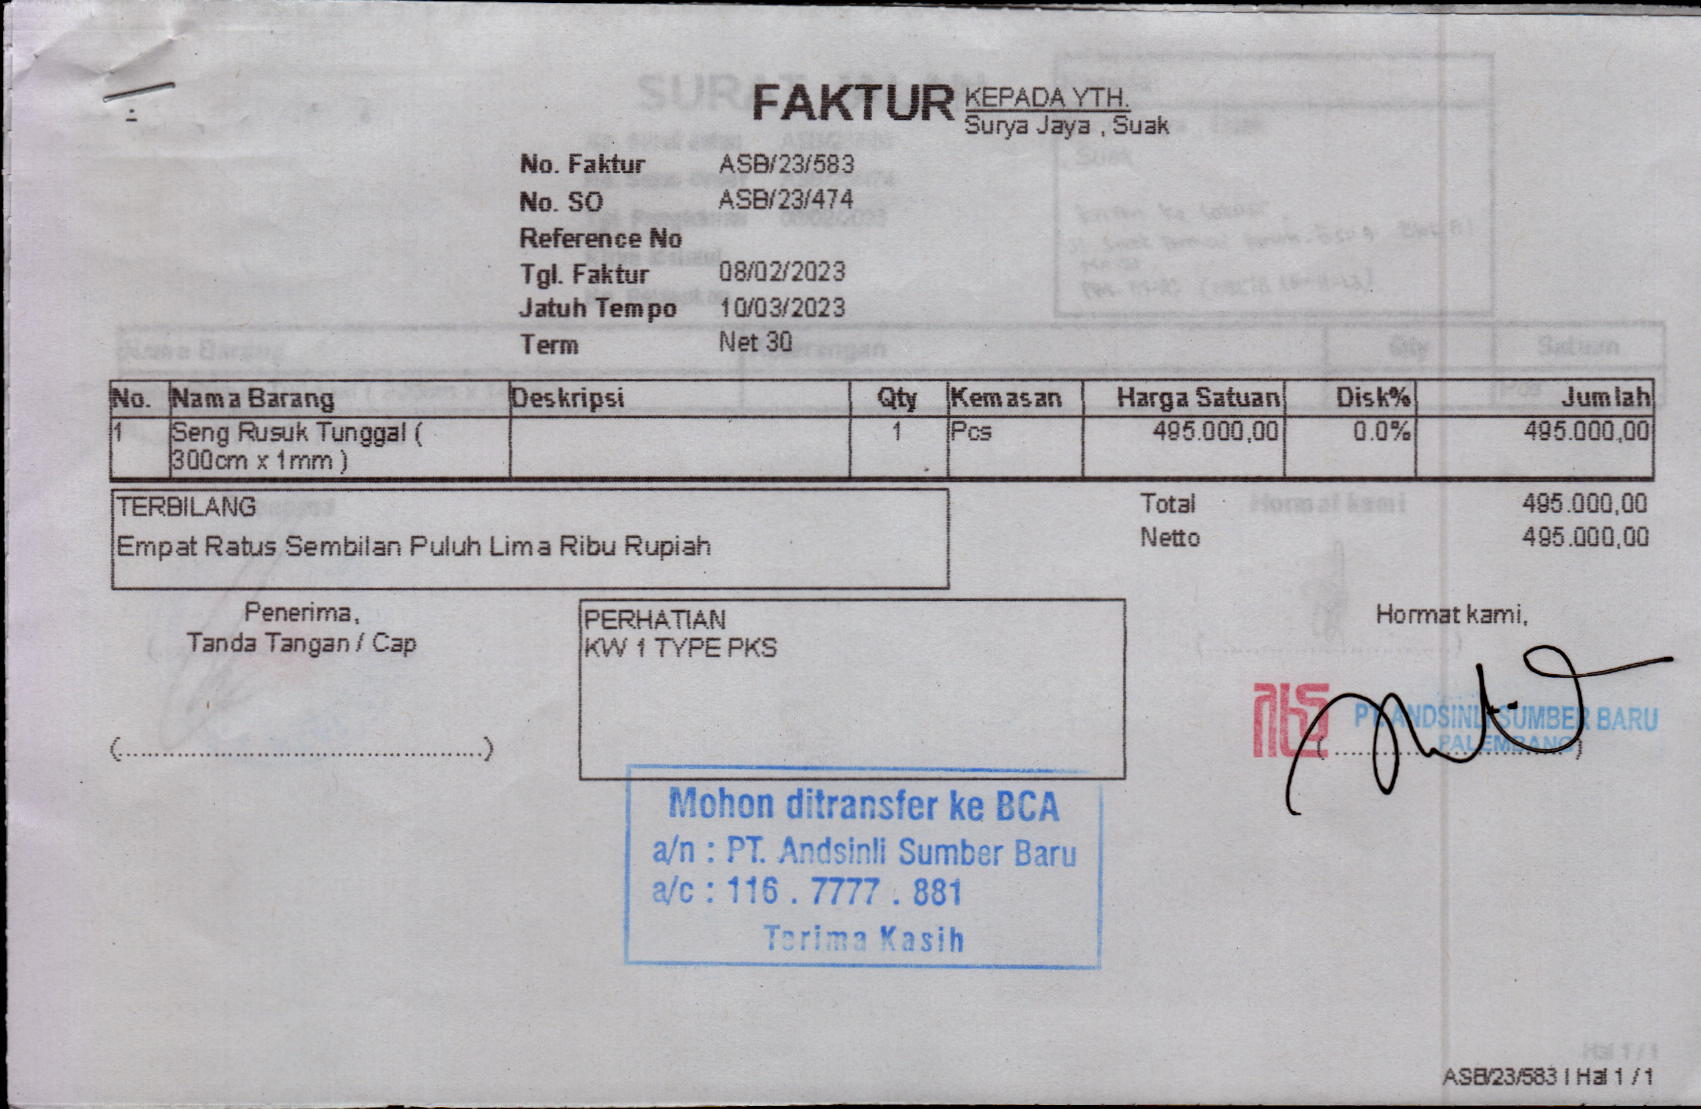 FAKTUR
KEPADA YTH.
Surya Jaya , Suak
No. Faktur ASB/23/583
No. SO ASB/23/474
Reference No
Tgl. Faktur 08/02/2023
Jatuh Tempo 10/03/2023
Term Net 30
No. Nama Barang Deskripsi Qty Kemasan Harga Satuan Disk% Jumlah
1 Seng Rusuk Tunggal ( 1 Pcs 495.000,00 0.0% 495.000,00
300cm x 1mm )
TERBILANG
Empat Ratus Sembilan Puluh Lima Ribu Rupiah
Total 495.000,00
Netto 495.000,00
Penerima,
Tanda Tangan / Cap
(................................................)
PERHATIAN
KW 1 TYPE PKS
Hormat kami,
PT. ANDSINLI SUMBER BARU
PALEMBANG
Mohon ditransfer ke BCA
a/n : PT. Andsinli Sumber Baru
a/c : 116 . 7777 . 881
Terima Kasih
Hal 1 / 1
ASB/23/583 | Hal 1 / 1